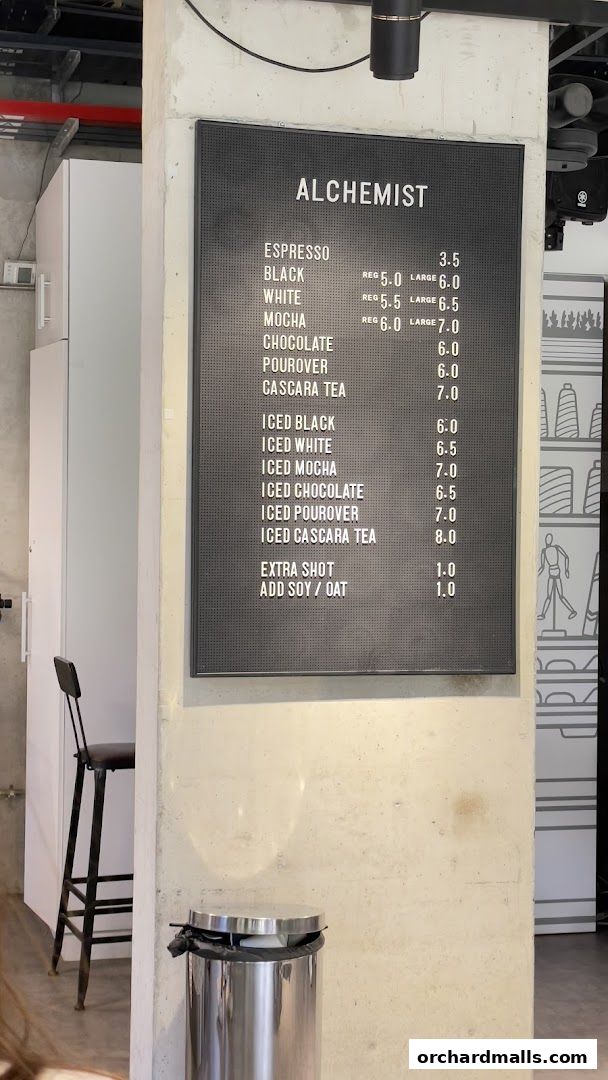 ALCHEMIST
ESPRESSO 3.5
BLACK REG 5.0 LARGE 6.0
WHITE REG 5.5 LARGE 6.5
MOCHA REG 6.0 LARGE 7.0
CHOCOLATE 6.0
POUROVER 6.0
CASCARA TEA 7.0
ICED BLACK 6.0
ICED WHITE 6.5
ICED MOCHA 7.0
ICED CHOCOLATE 6.5
ICED POUROVER 7.0
ICED CASCARA TEA 8.0
EXTRA SHOT 1.0
ADD SOY / OAT 1.0
orchardmalls.com